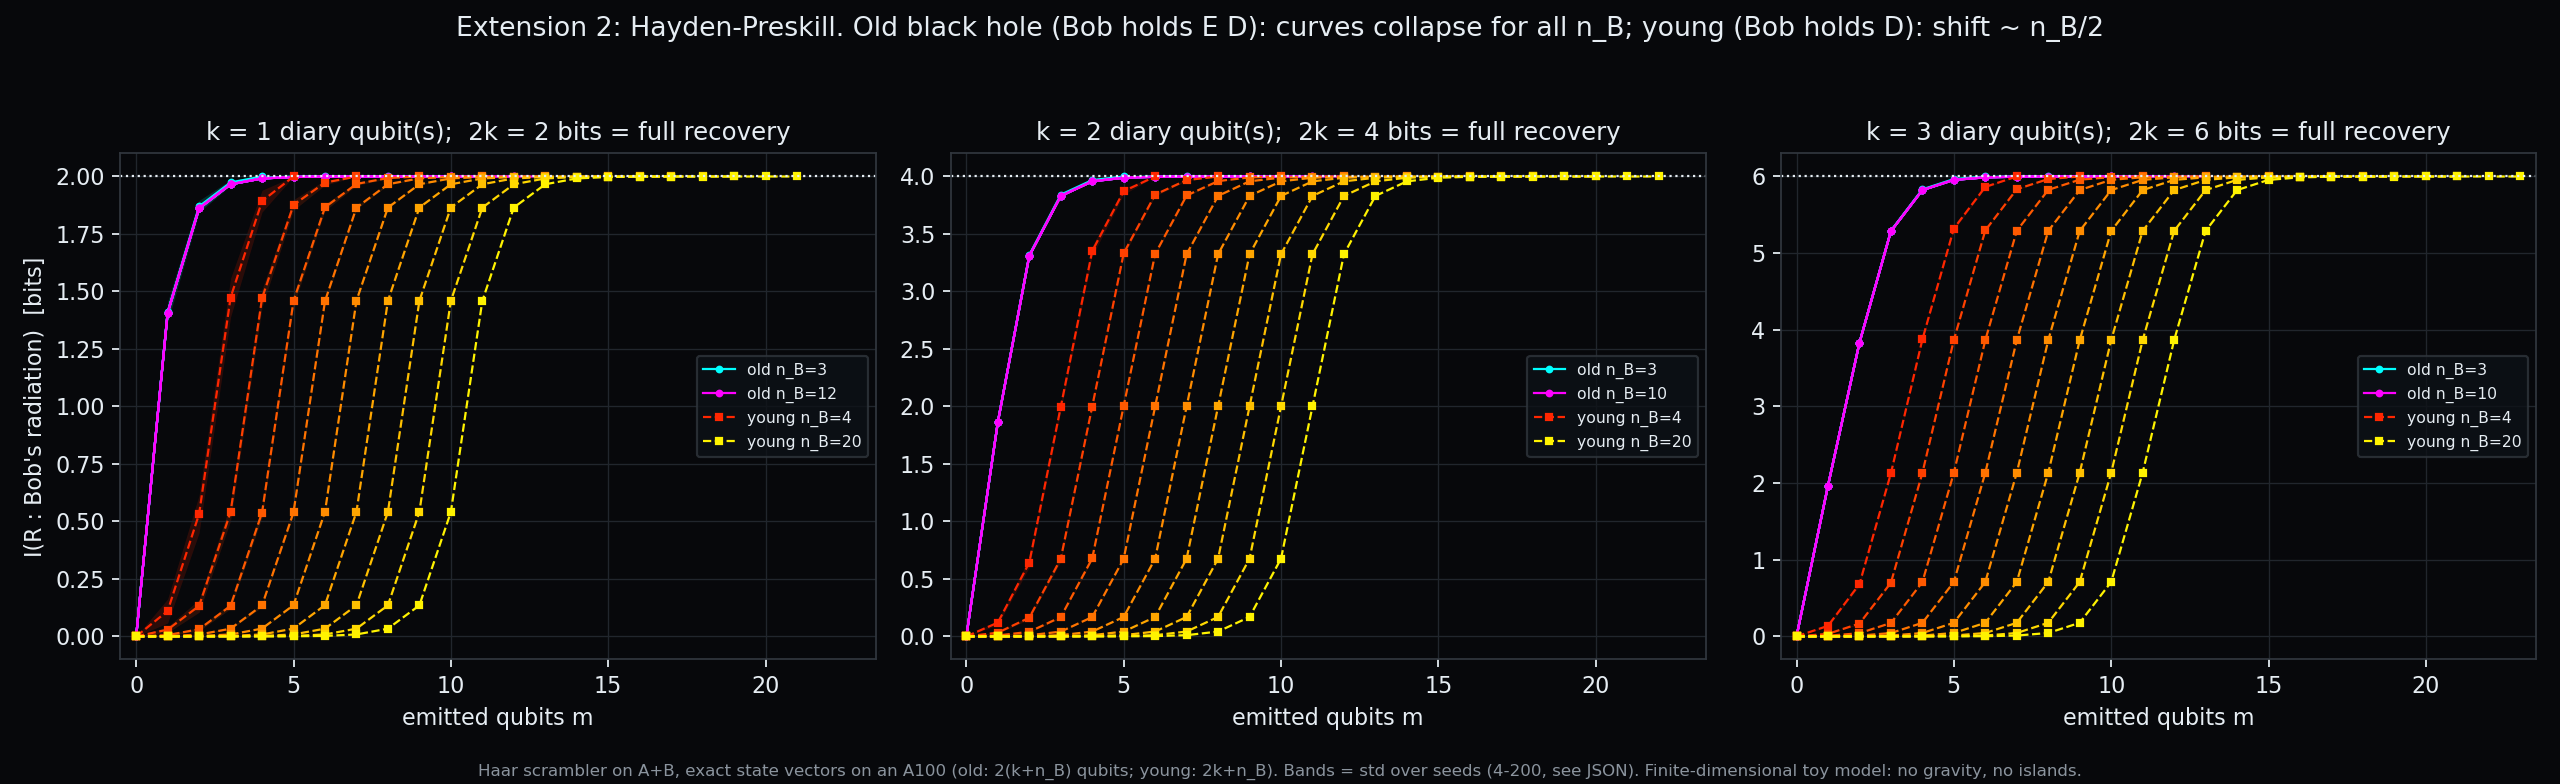 Extension 2: Hayden-Preskill. Old black hole (Bob holds E D): curves collapse for all n_B; young (Bob holds D): shift ~ n_B/2
k = 1 diary qubit(s);  2k = 2 bits = full recovery
I(R : Bob's radiation)  [bits]
2.00
1.75
1.50
1.25
1.00
0.75
0.50
0.25
0.00
old n_B=3
old n_B=12
young n_B=4
young n_B=20
0 5 10 15 20
emitted qubits m
k = 2 diary qubit(s);  2k = 4 bits = full recovery
4.0
3.5
3.0
2.5
2.0
1.5
1.0
0.5
0.0
old n_B=3
old n_B=10
young n_B=4
young n_B=20
0 5 10 15 20
emitted qubits m
k = 3 diary qubit(s);  2k = 6 bits = full recovery
6
5
4
3
2
1
0
old n_B=3
old n_B=10
young n_B=4
young n_B=20
0 5 10 15 20
emitted qubits m
Haar scrambler on A+B, exact state vectors on an A100 (old: 2(k+n_B) qubits; young: 2k+n_B). Bands = std over seeds (4-200, see JSON). Finite-dimensional toy model: no gravity, no islands.